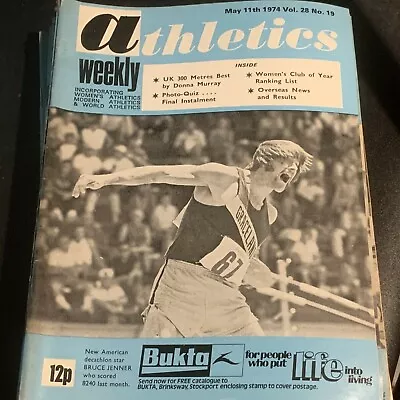 May 11th 1974 Vol. 28 No. 19
athletics
weekly
INCORPORATING
WOMEN'S ATHLETICS
MODERN ATHLETICS
& WORLD ATHLETICS
INSIDE
* UK 300 Metres Best
by Donna Murray
* Photo-Quiz ....
Final Instalment
* Women's Club of Year
Ranking List
* Overseas News
and Results
GRACELAND
67
12p
New American
decathlon star
BRUCE JENNER
who scored
8240 last month.
Bukta
for people
who put
life into
living
Send now for FREE catalogue to
BUKTA, Brinksway, Stockport enclosing stamp to cover postage.